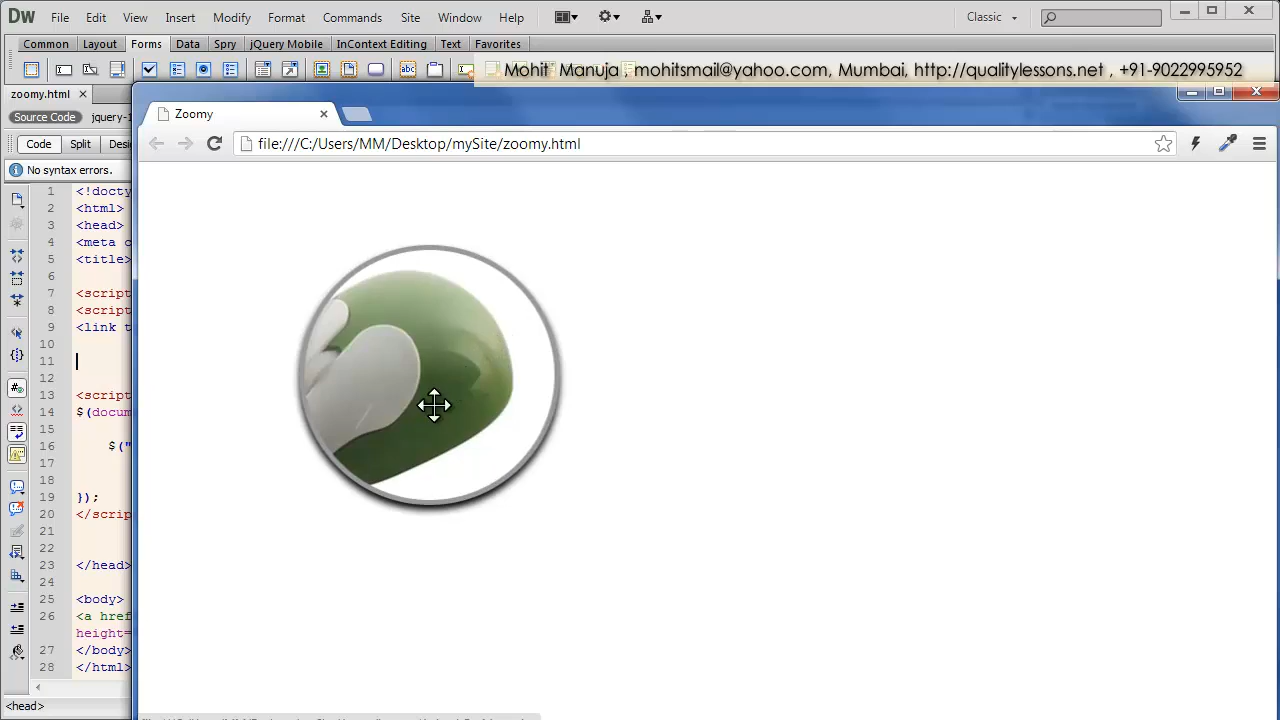 Dw File Edit View Insert Modify Format Commands Site Window Help Classic
Common Layout Forms Data Spry jQuery Mobile InContext Editing Text Favorites
abc
Mohit Manuja , mohitsmail@yahoo.com, Mumbai, http://qualitylessons.net , +91-9022995952
zoomy.html
Zoomy
Source Code jquery-1
file:///C:/Users/MM/Desktop/mySite/zoomy.html
Code Split Desi
No syntax errors.
1 <!docty
2 <html>
3 <head>
4 <meta c
5 <title>
6
7 <script
8 <script
9 <link t
10
11
12
13 <script
14 $(docum
15
16 $("
17
18
19 });
20 </script
21
22
23 </head>
24
25 <body>
26 <a href
height=
27 </body>
28 </html>
<head>